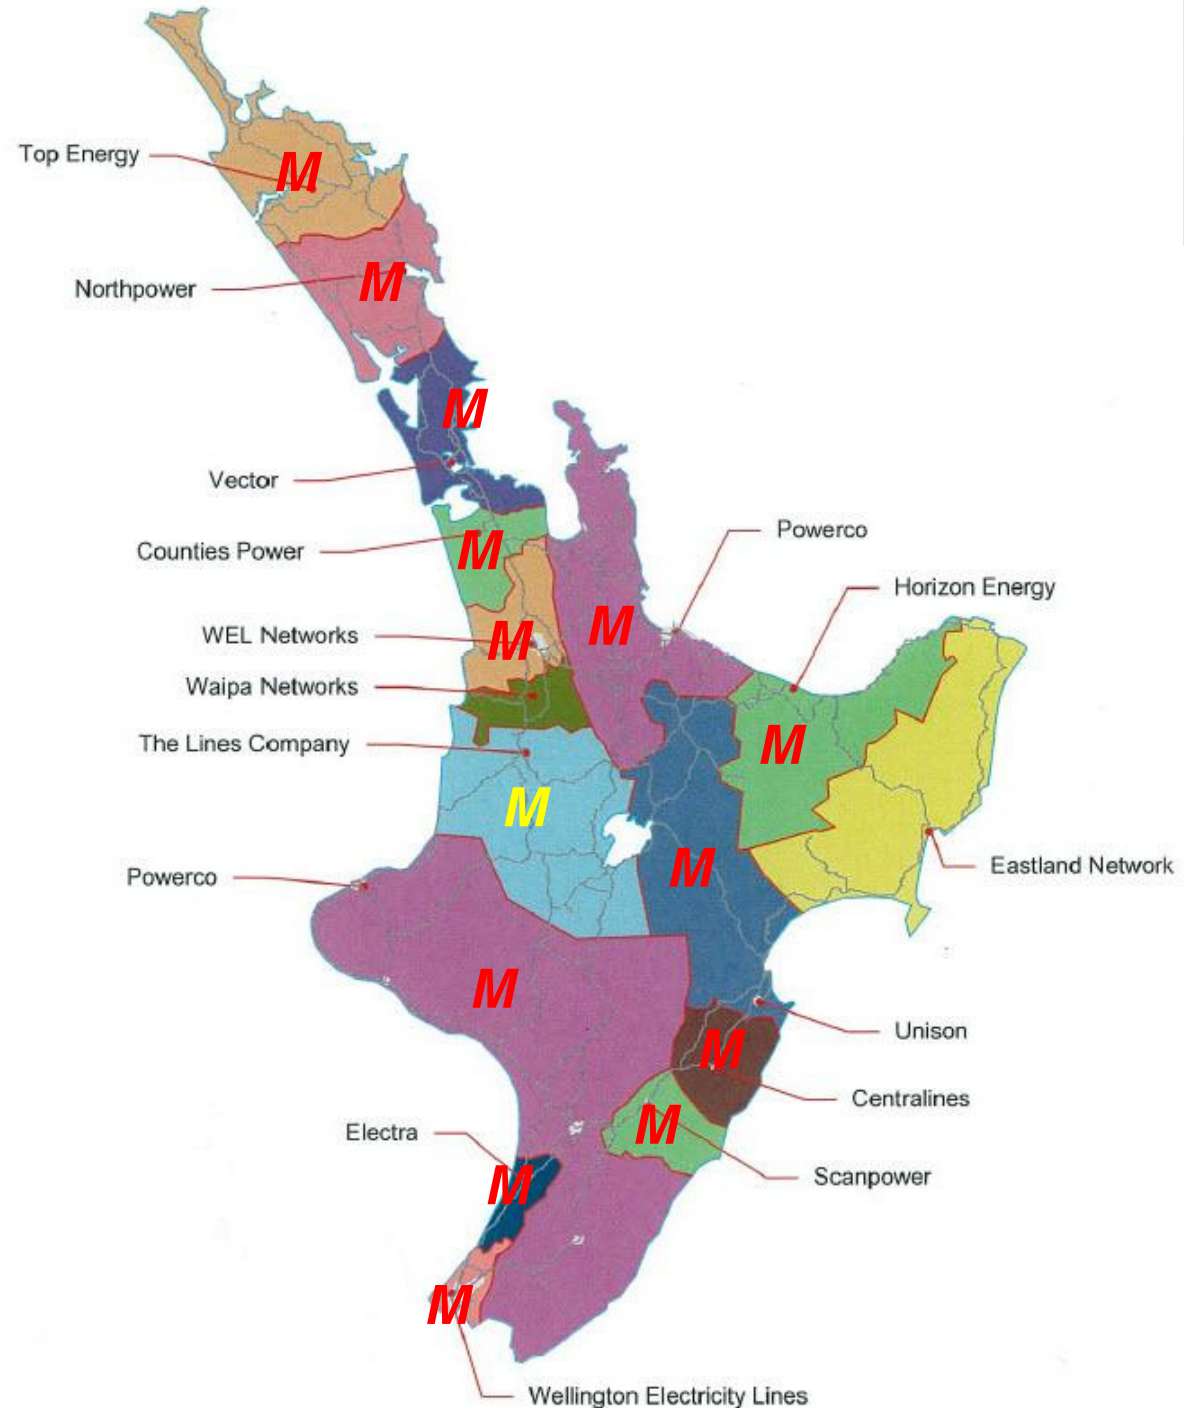 Top Energy
M
Northpower
M
M
Vector
Counties Power
M
Powerco
Horizon Energy
WEL Networks
M
M
Waipa Networks
The Lines Company
M
M
Powerco
M
Eastland Network
M
Unison
M
Centralines
Electra
M
Scanpower
M
M
Wellington Electricity Lines